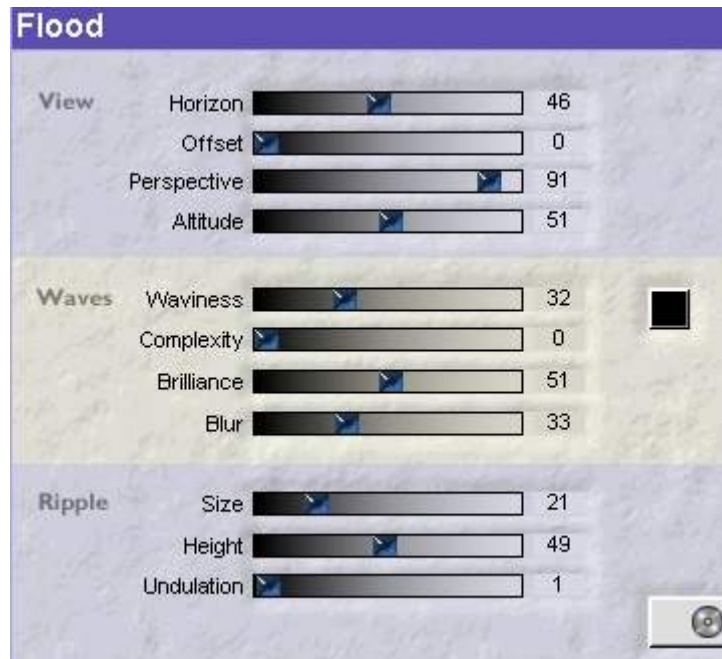 Flood
View Horizon 46
Offset 0
Perspective 91
Altitude 51
Waves Waviness 32
Complexity 0
Brilliance 51
Blur 33
Ripple Size 21
Height 49
Undulation 1